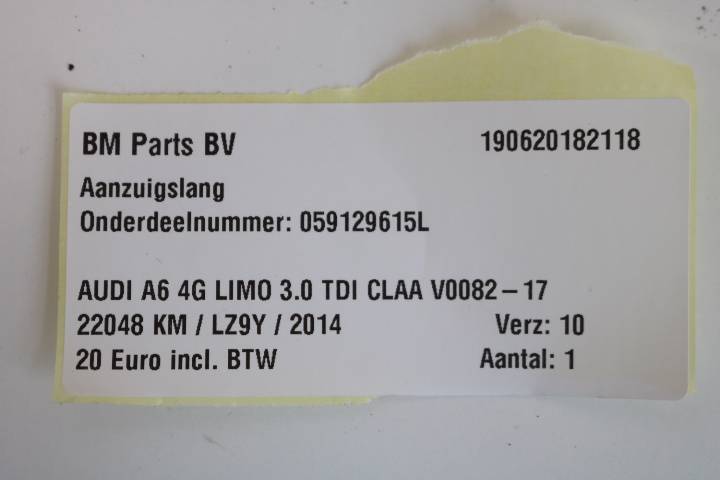 BM Parts BV 190620182118
Aanzuigslang
Onderdeelnummer: 059129615L
AUDI A6 4G LIMO 3.0 TDI CLAA V0082-17
22048 KM / LZ9Y / 2014 Verz: 10
20 Euro incl. BTW Aantal: 1